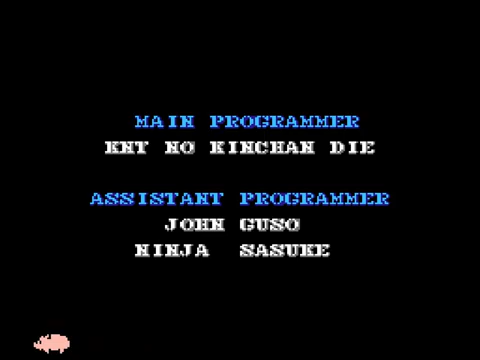 MAIN PROGRAMMER
KNT NO KINCHAN DIE
ASSISTANT PROGRAMMER
JOHN GUSO
NINJA SASUKE